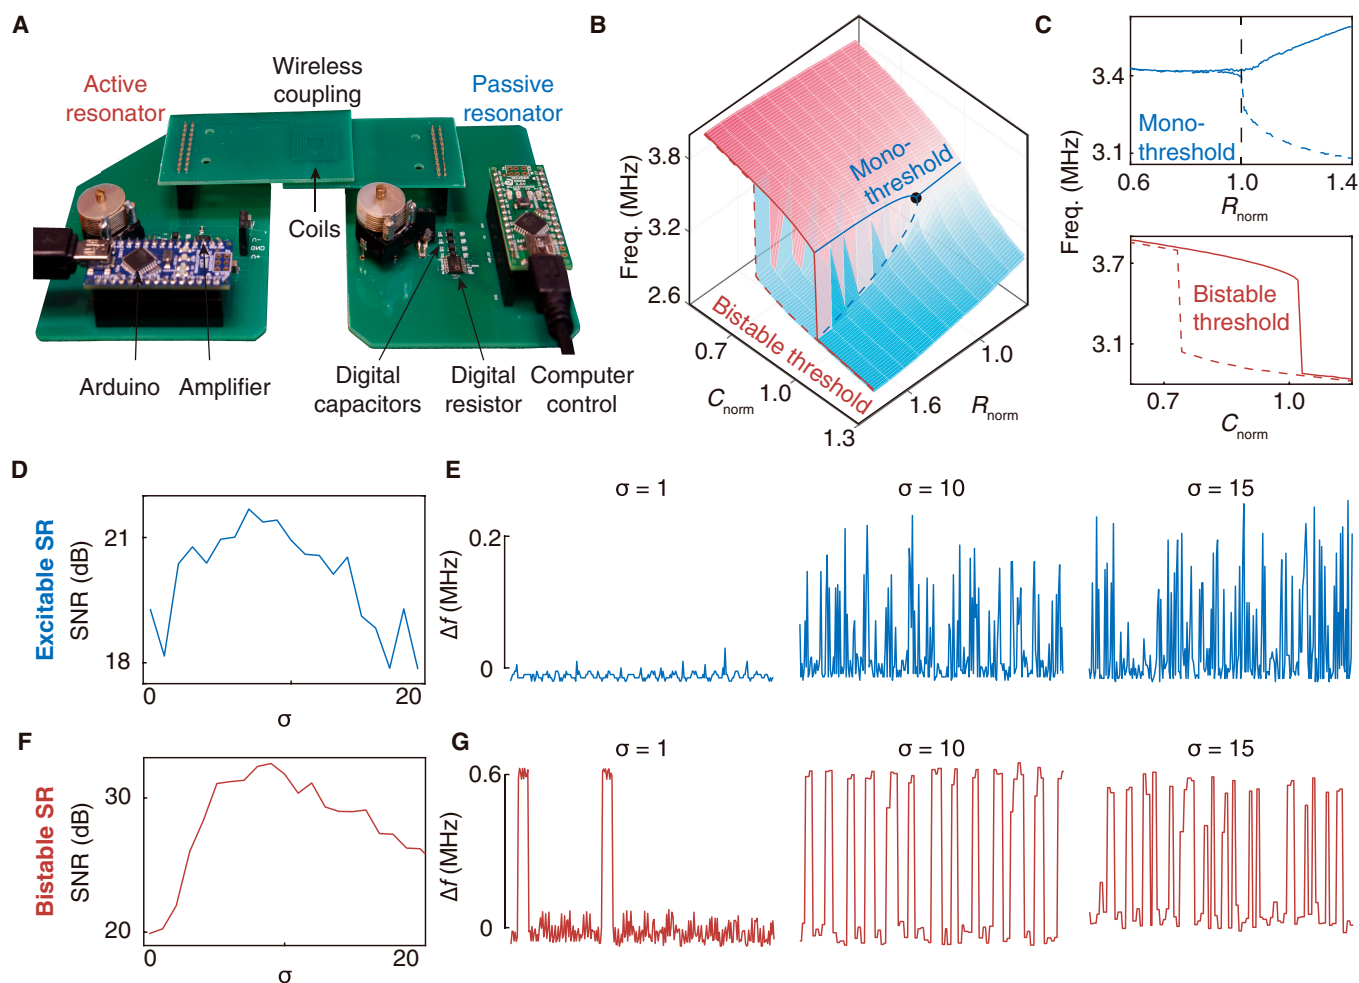 A
Active
resonator
Wireless
coupling
Passive
resonator
Coils
Arduino
Amplifier
Digital
capacitors
Digital
resistor
Computer
control
B
Freq. (MHz)
3.8
3.2
2.6
Mono-
threshold
Bistable threshold
0.7
1.0
1.3
C norm
1.0
1.6
R norm
C
Freq. (MHz)
3.4
3.1
Mono-
threshold
0.6 1.0 1.4
R norm
3.7
3.1
Bistable
threshold
0.7 1.0
C norm
D
Excitable SR
SNR (dB)
21
18
0 20
σ
E
σ = 1 σ = 10 σ = 15
Δf (MHz)
0.2
0
F
Bistable SR
SNR (dB)
30
20
0 20
σ
G
σ = 1 σ = 10 σ = 15
Δf (MHz)
0.6
0